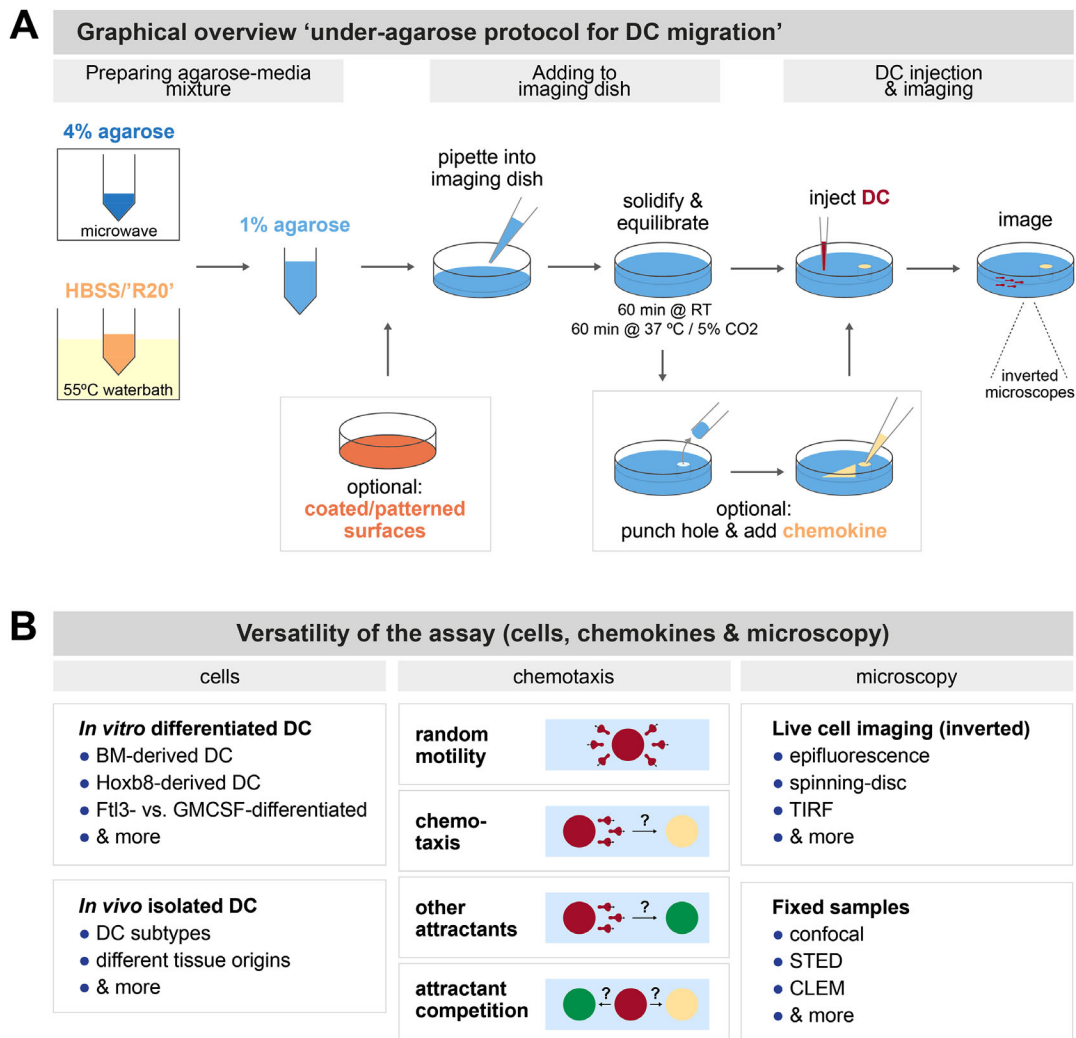 A
Graphical overview ‘under-agarose protocol for DC migration’
Preparing agarose-media
mixture
Adding to
imaging dish
DC injection
& imaging
4% agarose
microwave
HBSS/’R20’
55ºC waterbath
1% agarose
pipette into
imaging dish
solidify &
equilibrate
60 min @ RT
60 min @ 37 ºC / 5% CO2
inject DC
image
inverted
microscopes
optional:
coated/patterned
surfaces
optional:
punch hole & add chemokine
B
Versatility of the assay (cells, chemokines & microscopy)
cells
In vitro differentiated DC
● BM-derived DC
● Hoxb8-derived DC
● Ftl3- vs. GMCSF-differentiated
● & more
In vivo isolated DC
● DC subtypes
● different tissue origins
● & more
chemotaxis
random
motility
chemo-
taxis
?
other
attractants
?
attractant
competition
? ?
microscopy
Live cell imaging (inverted)
● epifluorescence
● spinning-disc
● TIRF
● & more
Fixed samples
● confocal
● STED
● CLEM
● & more